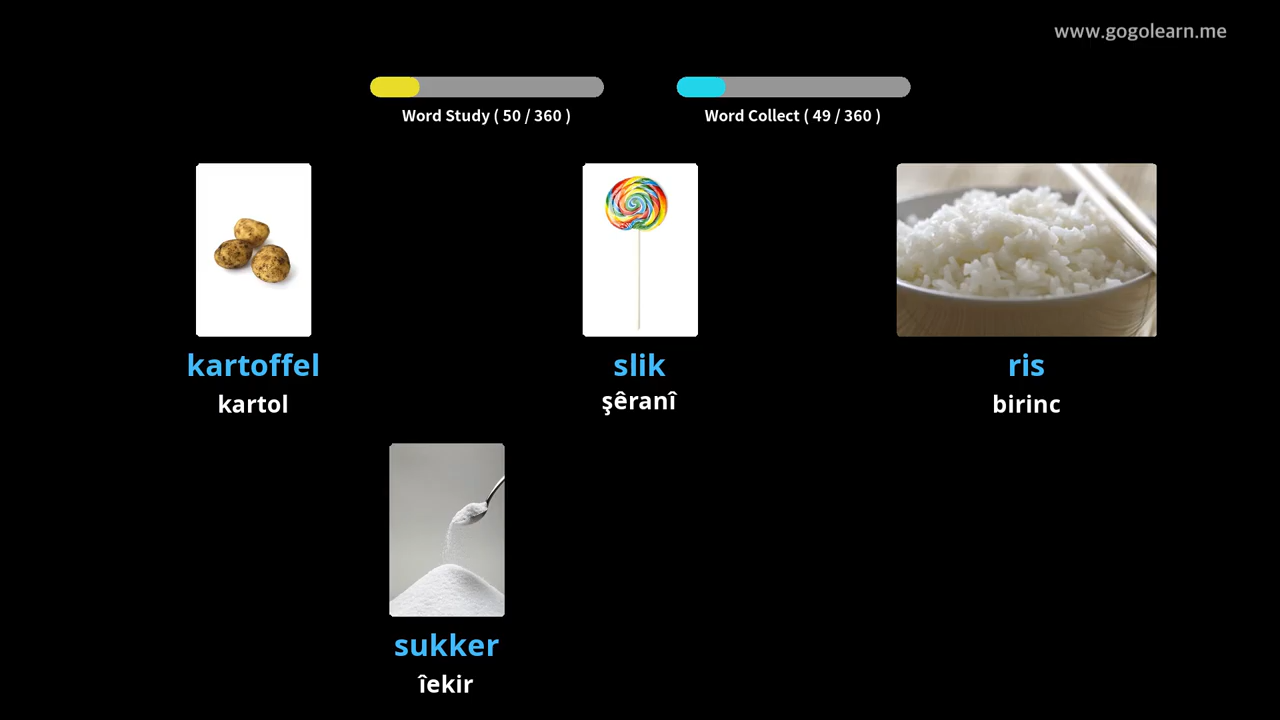 www.gogolearn.me
Word Study ( 50 / 360 )
Word Collect ( 49 / 360 )
kartoffel
kartol
slik
şêranî
ris
birinc
sukker
îekir